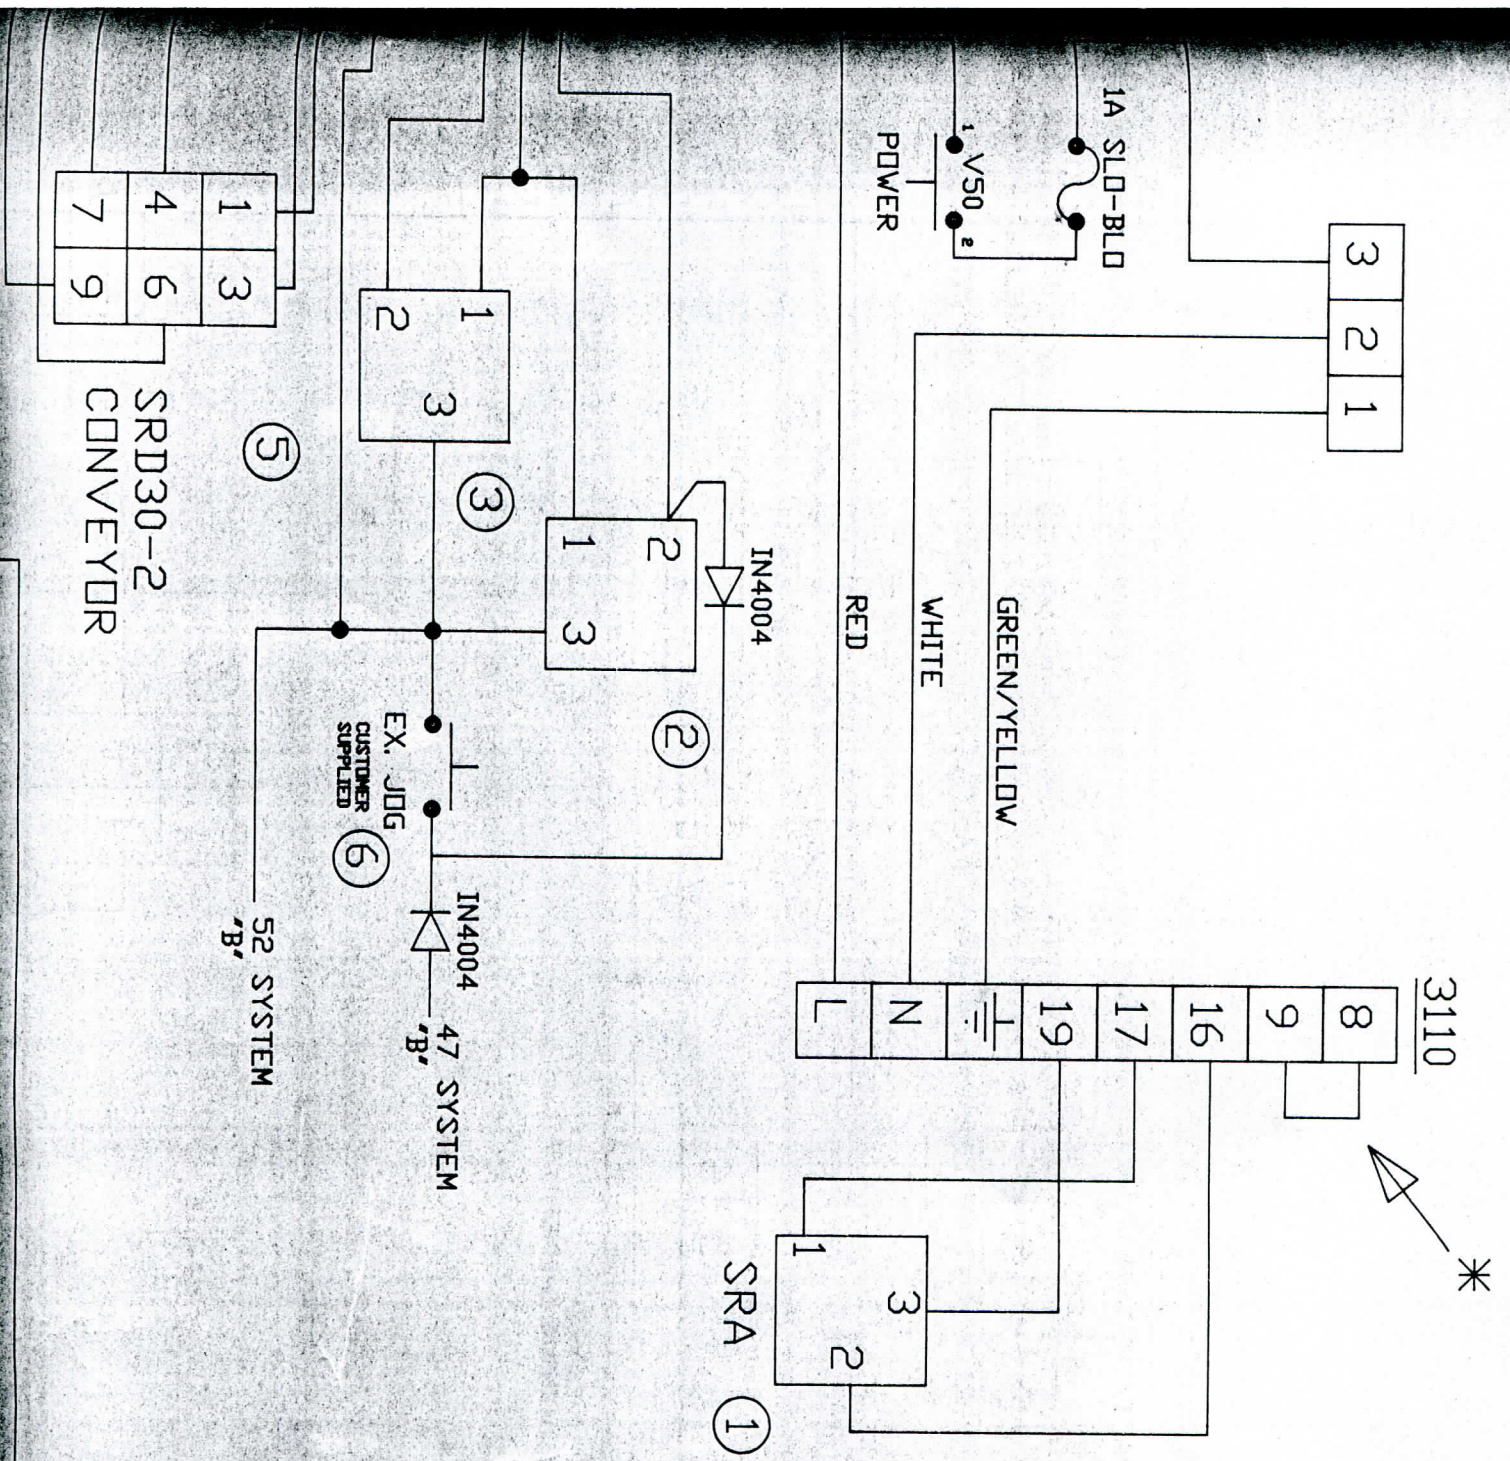 3110
8
9
16
17
19
N
L
3
2
1
1A SLO-BLO
1
V50
2
POWER
GREEN/YELLOW
WHITE
RED
IN4004
2
1
3
2
1
2
3
3
IN4004
EX. JOG
CUSTOMER
SUPPLIED
6
47 SYSTEM
"B"
52 SYSTEM
"B"
1
3
2
SRA
1
5
1
3
4
6
7
9
SRD30-2
CONVEYOR
*